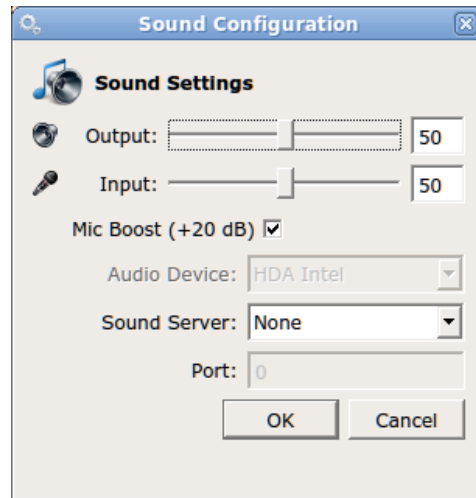 Sound Configuration
Sound Settings
Output: 50
Input: 50
Mic Boost (+20 dB)
Audio Device: HDA Intel
Sound Server: None
Port: 0
OK Cancel